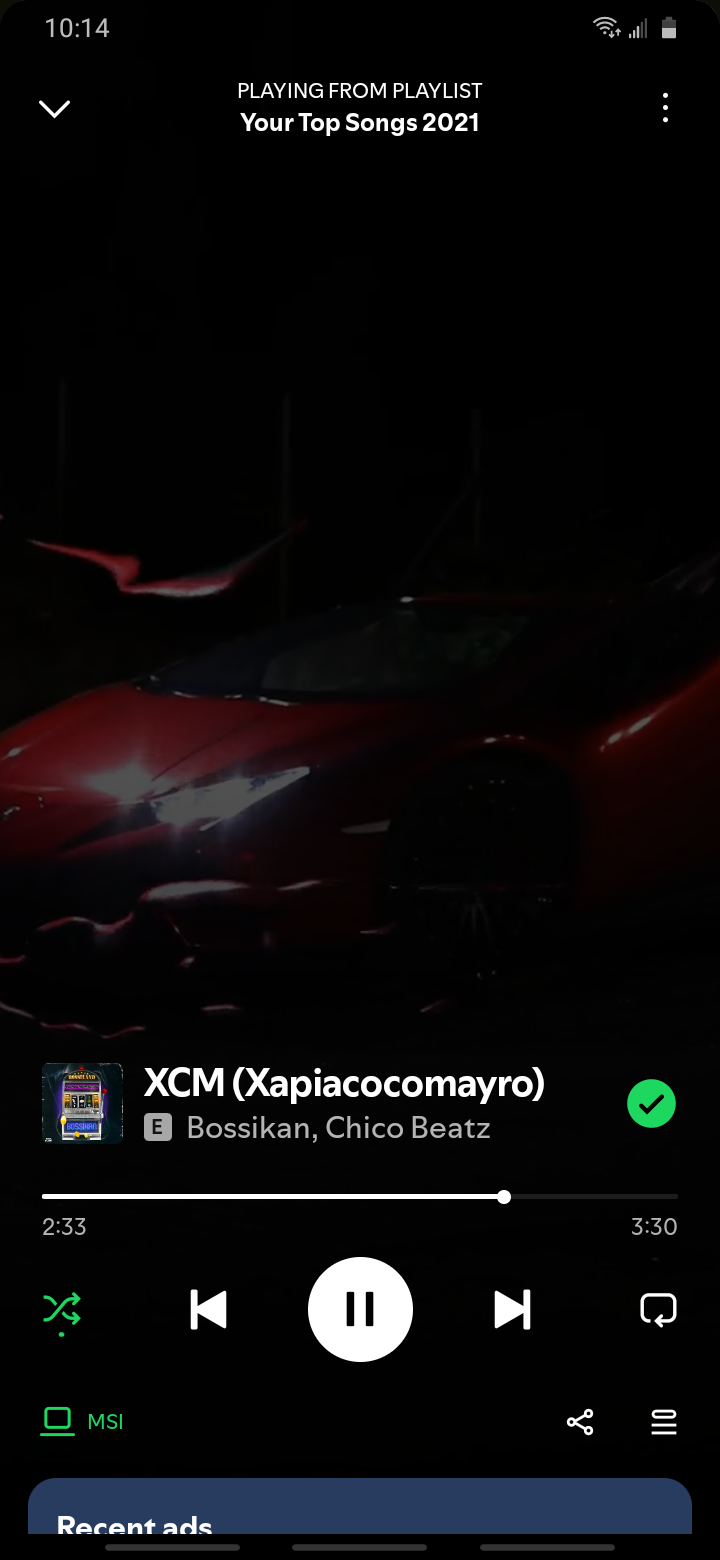 10:14
PLAYING FROM PLAYLIST
Your Top Songs 2021
BOSSIKAN
XCM (Xapiacocomayro)
E Bossikan, Chico Beatz
2:33
3:30
MSI
Recent ads